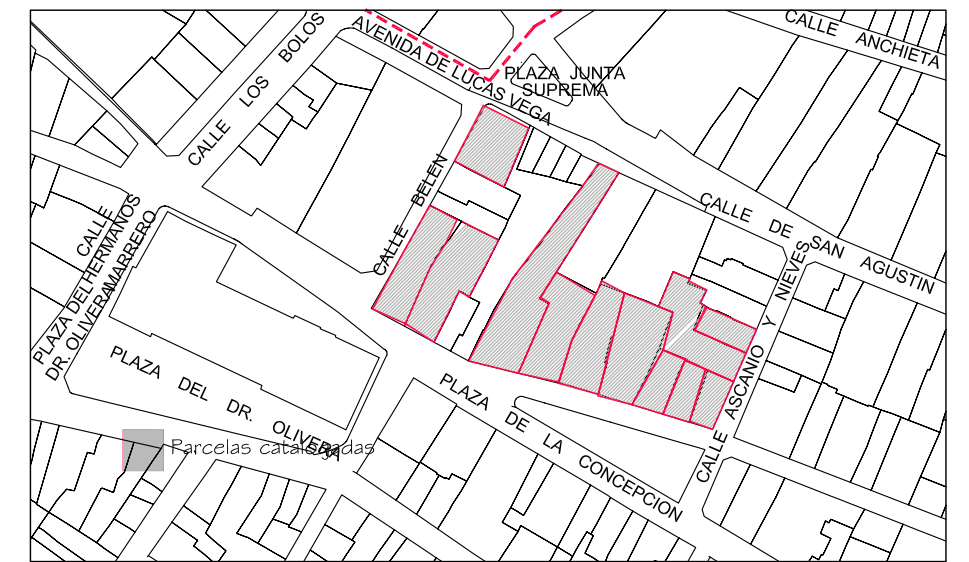 CALLE ANCHIETA
CALLE LOS BOLOS
AVENIDA DE LUCAS VEGA
PLAZA JUNTA
SUPREMA
CALLE BELEN
CALLE DE SAN AGUSTIN
CALLE
PLAZA DEL HERMANOS
DR. OLIVERA MARRERO
CALLE ASCANIO Y NIEVES
PLAZA DEL DR. OLIVERA
PLAZA DE LA CONCEPCION
Parcelas catalogadas